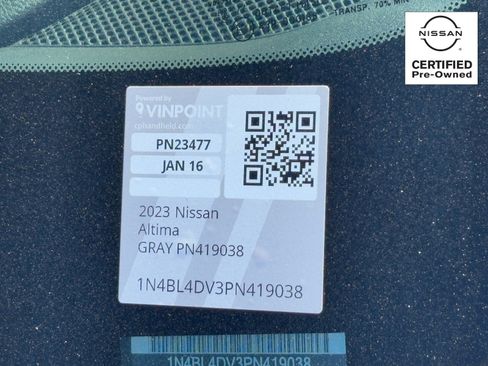 TRANSP. 70% MIN
NISSAN
CERTIFIED
Pre-Owned
Powered by
VINPOINT
cphandheld.com
PN23477
JAN 16
2023 Nissan
Altima
GRAY PN419038
1N4BL4DV3PN419038
1N4BL4DV3PN419038